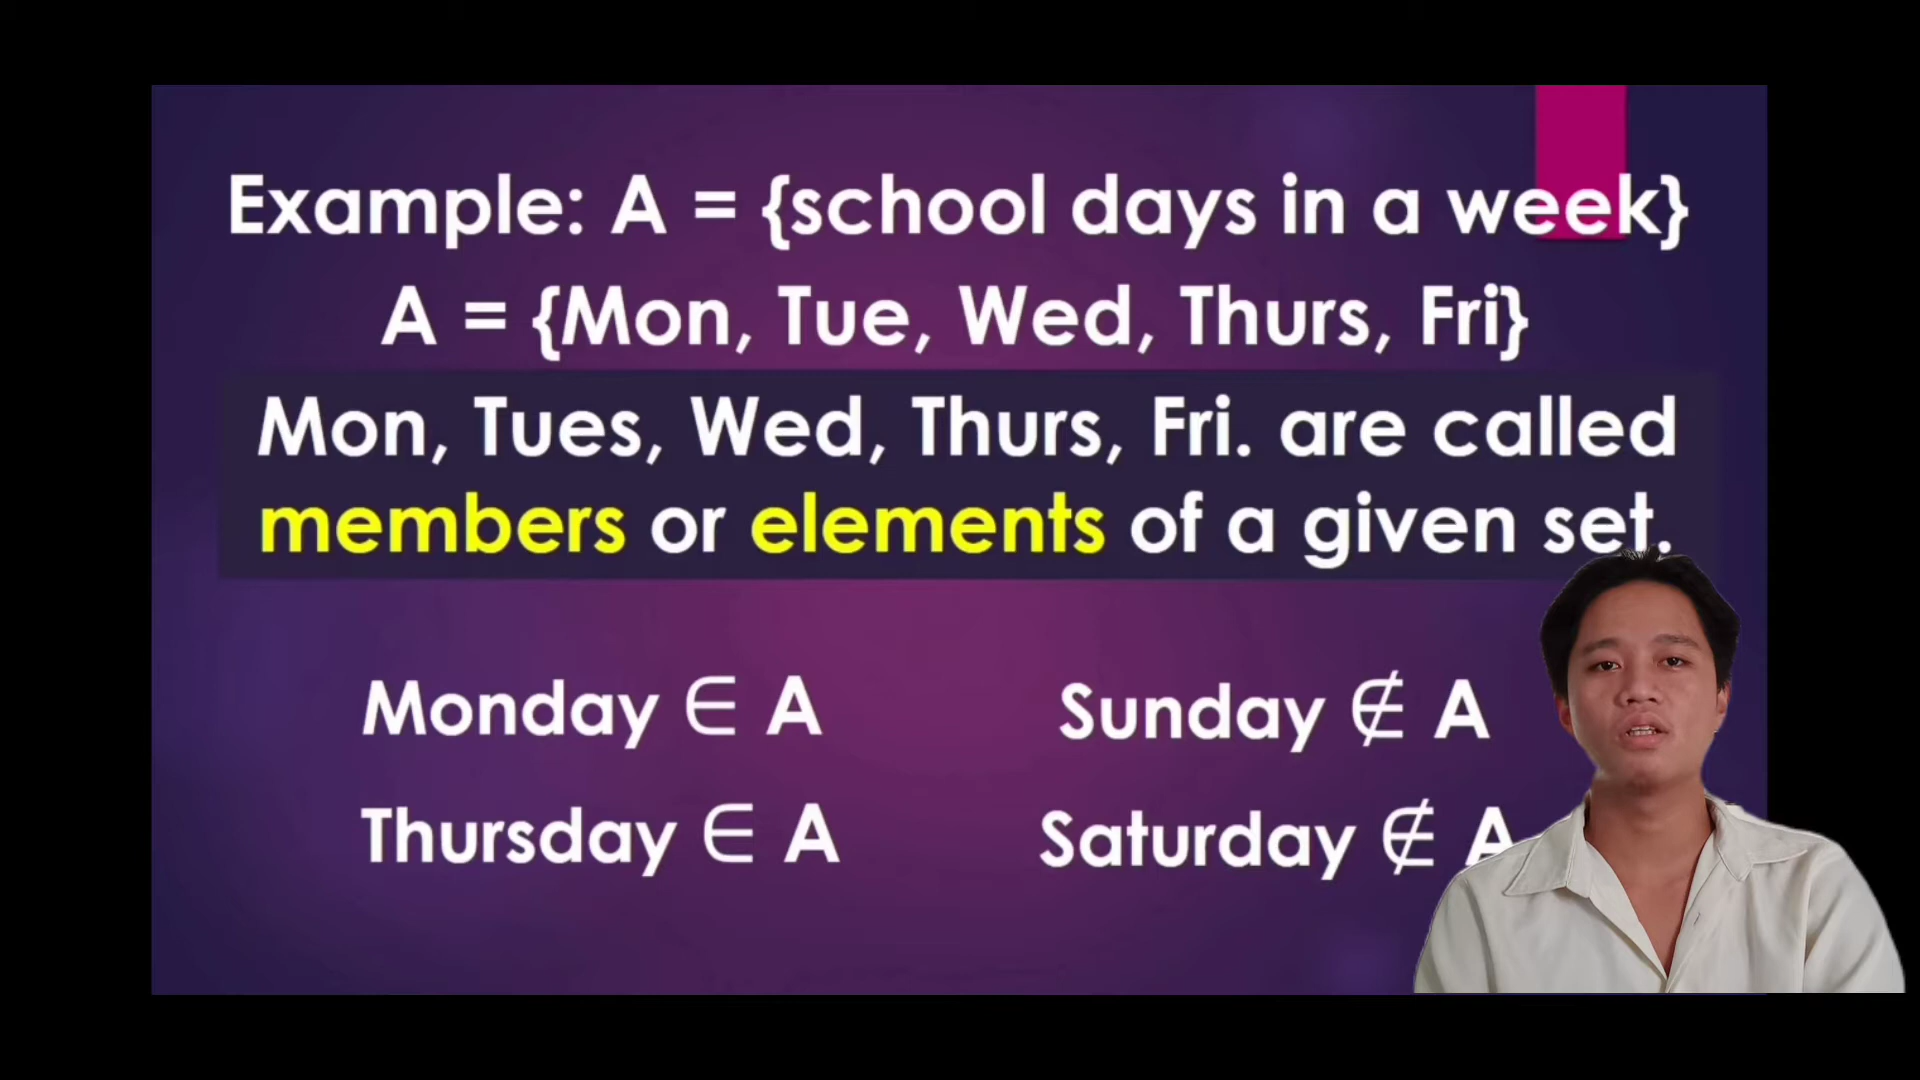 Example: A = {school days in a week}
A = {Mon, Tue, Wed, Thurs, Fri}
Mon, Tues, Wed, Thurs, Fri. are called
members or elements of a given set.
Monday ∈ A
Sunday ∉ A
Thursday ∈ A
Saturday ∉ A